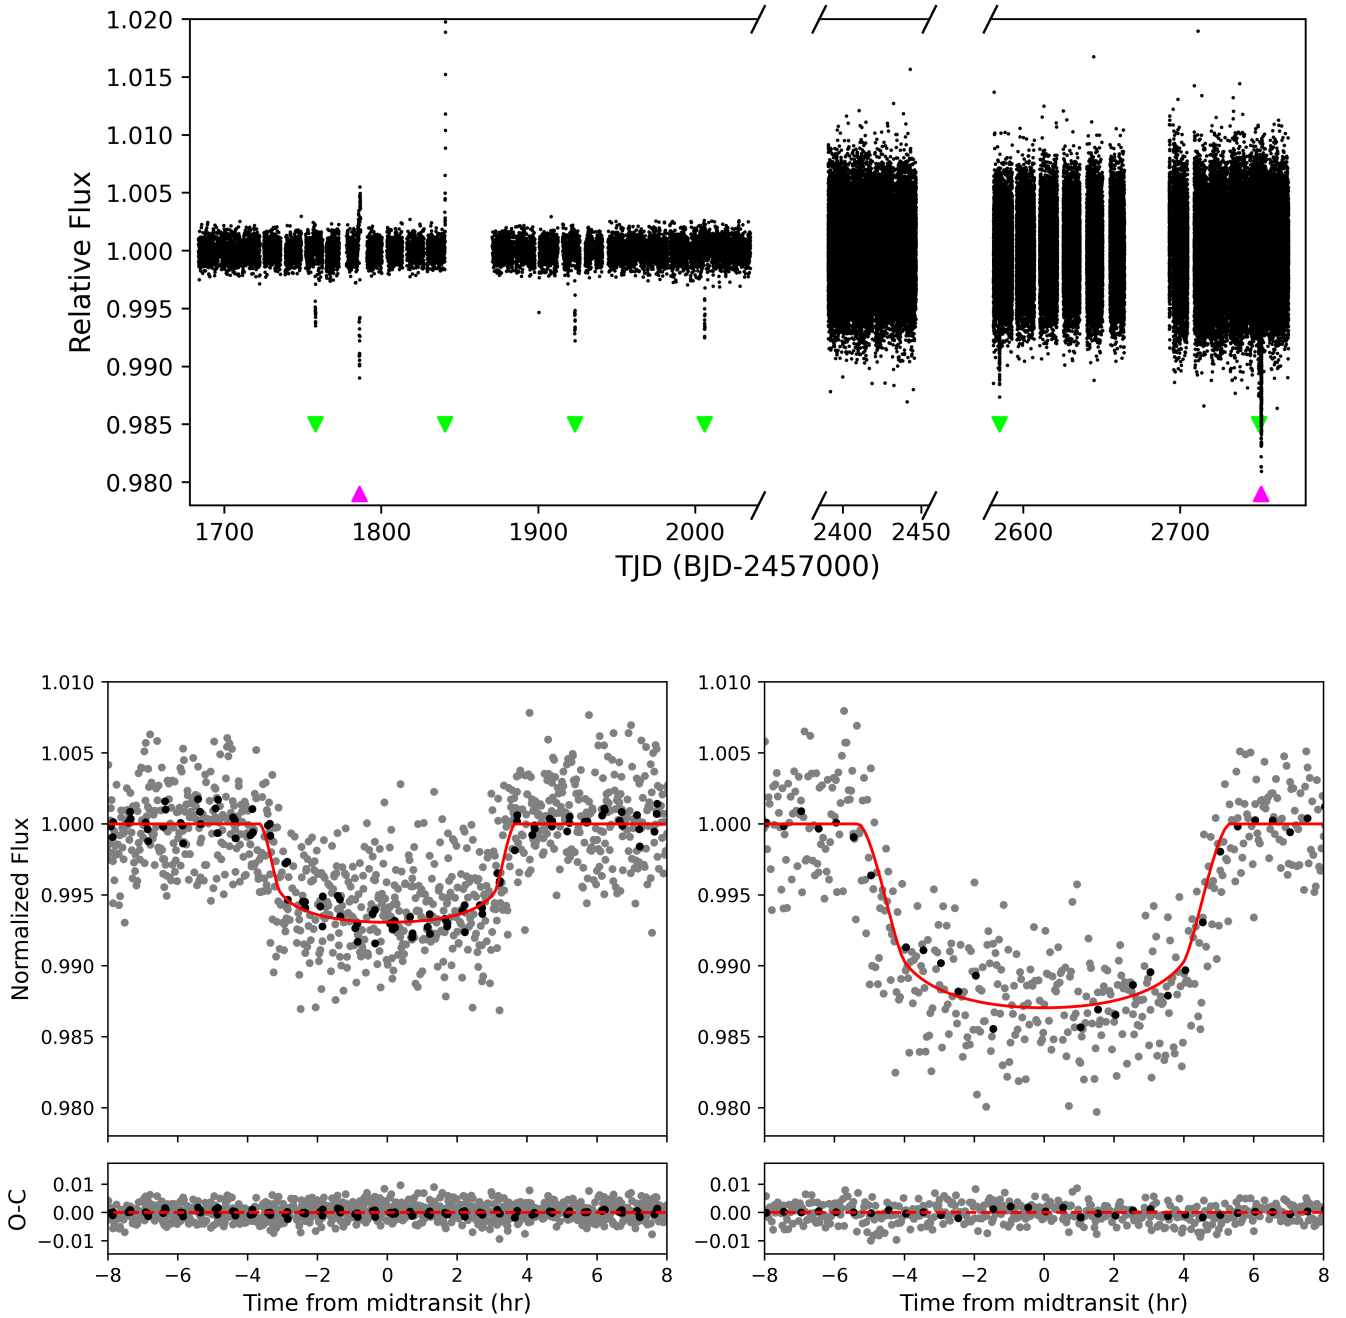 1.020
1.015
1.010
1.005
1.000
0.995
0.990
0.985
0.980
Relative Flux
1700 1800 1900 2000 2400 2450 2600 2700
TJD (BJD-2457000)
1.010 1.010
1.005 1.005
1.000 1.000
0.995 0.995
0.990 0.990
0.985 0.985
0.980 0.980
Normalized Flux
0.01 0.01
0.00 0.00
−0.01 −0.01
O-C
−8 −6 −4 −2 0 2 4 6 8 −8 −6 −4 −2 0 2 4 6 8
Time from midtransit (hr) Time from midtransit (hr)